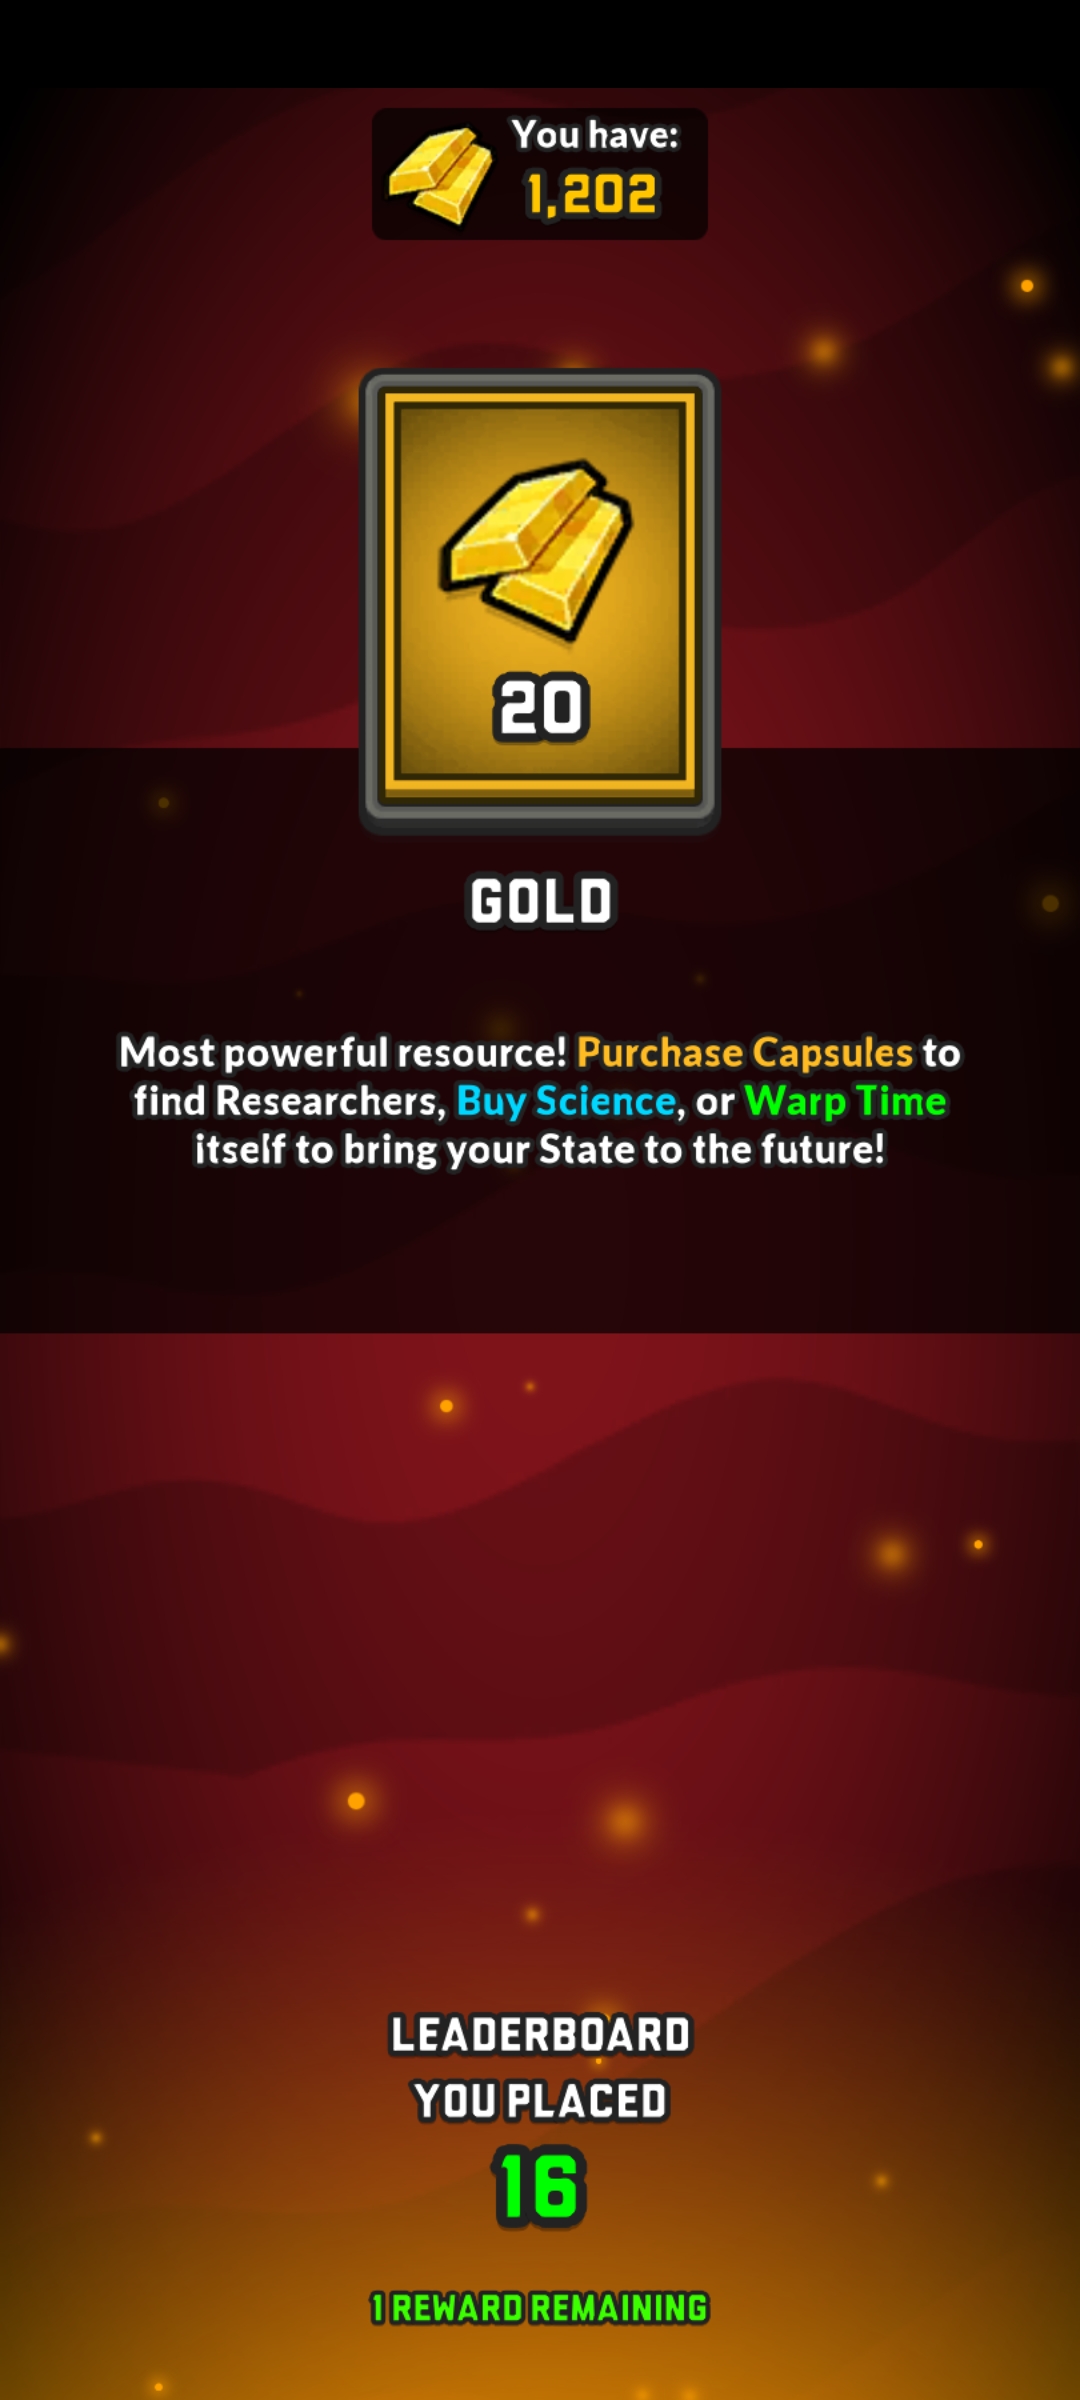 You have:
1,202
20
GOLD
Most powerful resource! Purchase Capsules to
find Researchers, Buy Science, or Warp Time
itself to bring your State to the future!
LEADERBOARD
YOU PLACED
16
1 REWARD REMAINING